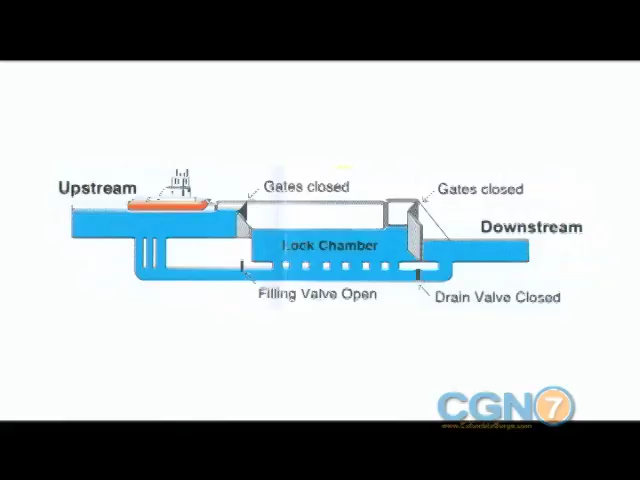 Upstream
Gates closed
Gates closed
Downstream
Lock Chamber
Filling Valve Open
Drain Valve Closed
CGN7